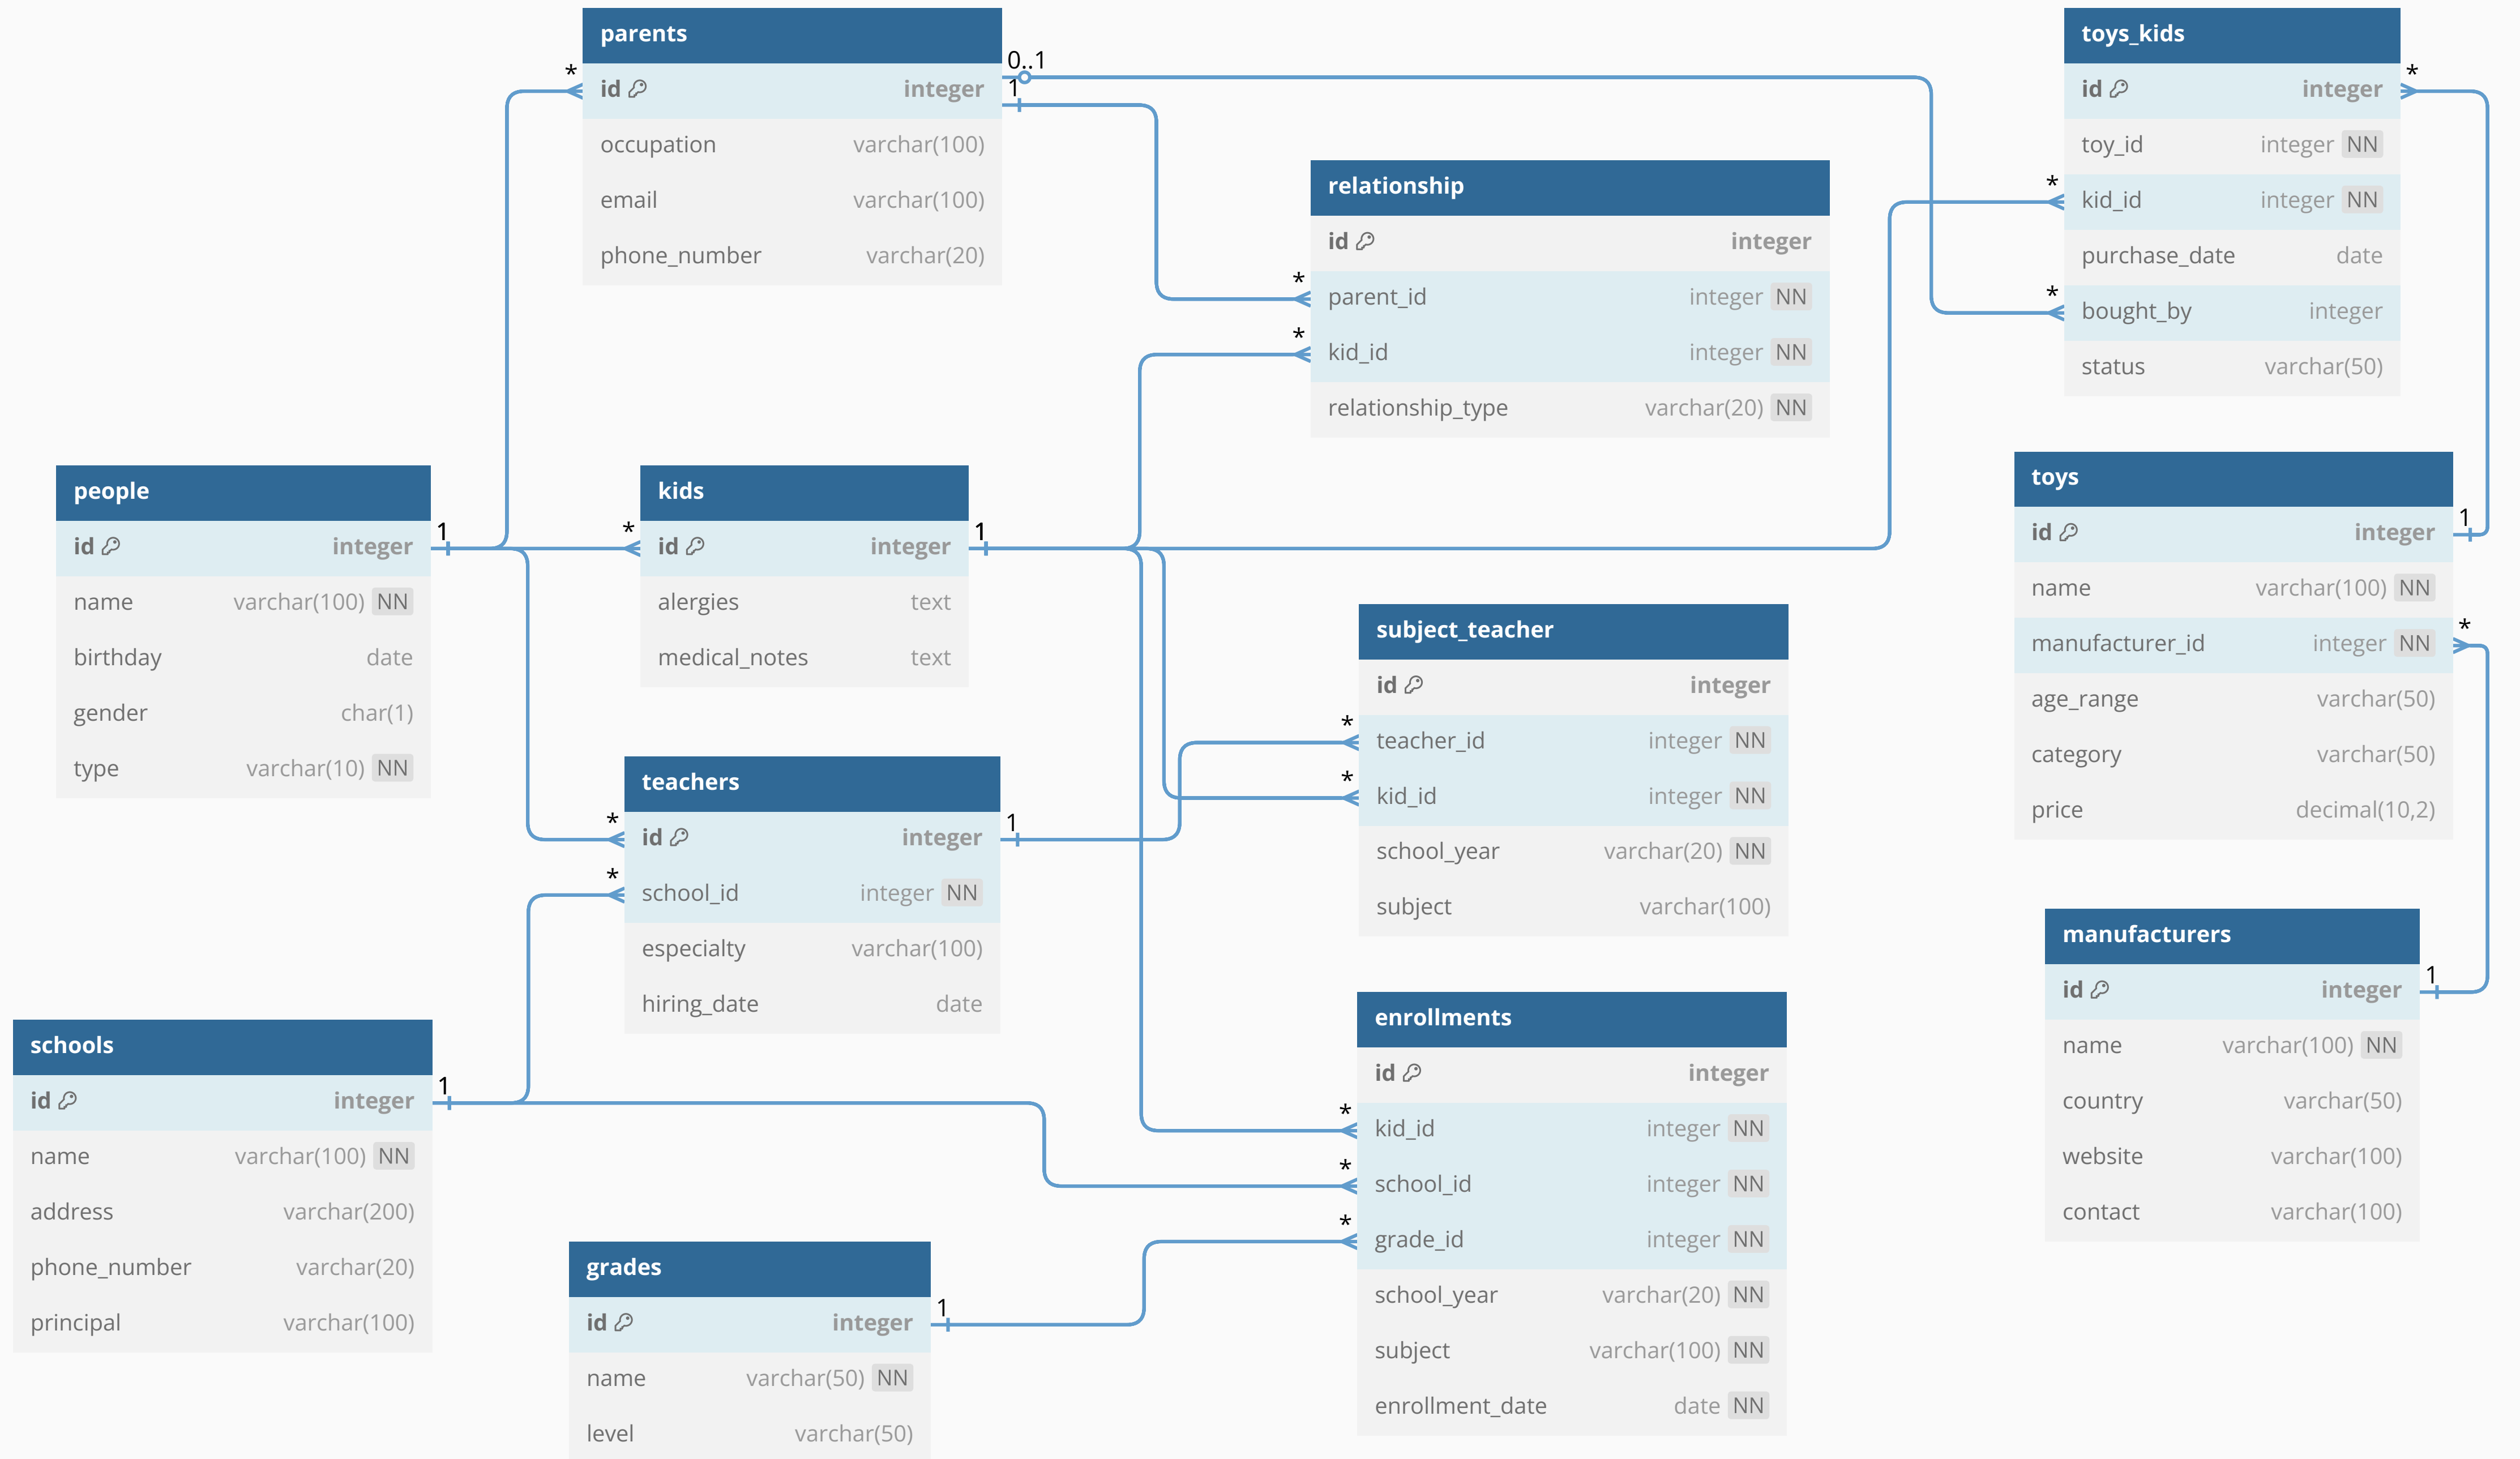 parents
id integer
occupation varchar(100)
email varchar(100)
phone_number varchar(20)
* 0..1
1
toys_kids
id integer
toy_id integer NN
kid_id integer NN
purchase_date date
bought_by integer
status varchar(50)
*
*
*
relationship
id integer
parent_id integer NN
kid_id integer NN
relationship_type varchar(20) NN
*
*
people
id integer
name varchar(100) NN
birthday date
gender char(1)
type varchar(10) NN
1
kids
id integer
alergies text
medical_notes text
* 1
toys
id integer
name varchar(100) NN
manufacturer_id integer NN
age_range varchar(50)
category varchar(50)
price decimal(10,2)
1
*
subject_teacher
id integer
teacher_id integer NN
kid_id integer NN
school_year varchar(20) NN
subject varchar(100)
*
*
teachers
id integer
school_id integer NN
especialty varchar(100)
hiring_date date
* 1
*
manufacturers
id integer
name varchar(100) NN
country varchar(50)
website varchar(100)
contact varchar(100)
1
enrollments
id integer
kid_id integer NN
school_id integer NN
grade_id integer NN
school_year varchar(20) NN
subject varchar(100) NN
enrollment_date date NN
*
*
*
schools
id integer
name varchar(100) NN
address varchar(200)
phone_number varchar(20)
principal varchar(100)
1
grades
id integer
name varchar(50) NN
level varchar(50)
1